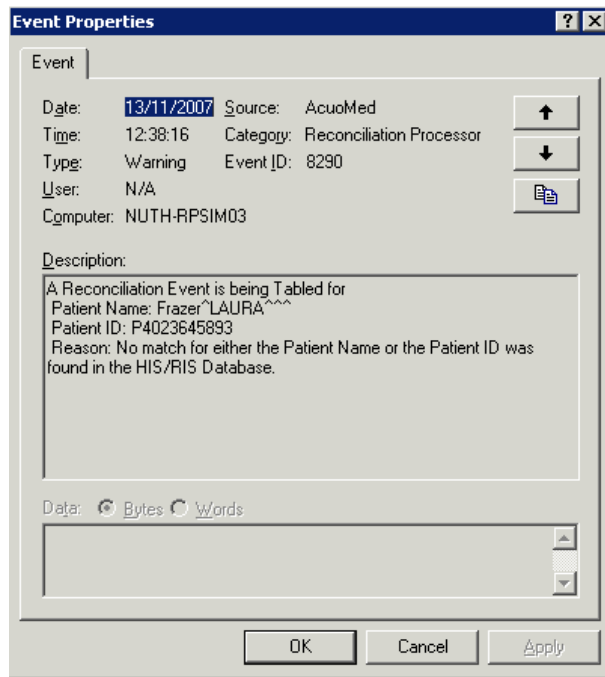 Event Properties
Event
Date: 13/11/2007 Source: AcuoMed
Time: 12:38:16 Category: Reconciliation Processor
Type: Warning Event ID: 8290
User: N/A
Computer: NUTH-RPSIM03
Description:
A Reconciliation Event is being Tabled for
Patient Name: Frazer^LAURA^^^
Patient ID: P4023645893
Reason: No match for either the Patient Name or the Patient ID was
found in the HIS/RIS Database.
Data: Bytes Words
OK Cancel Apply